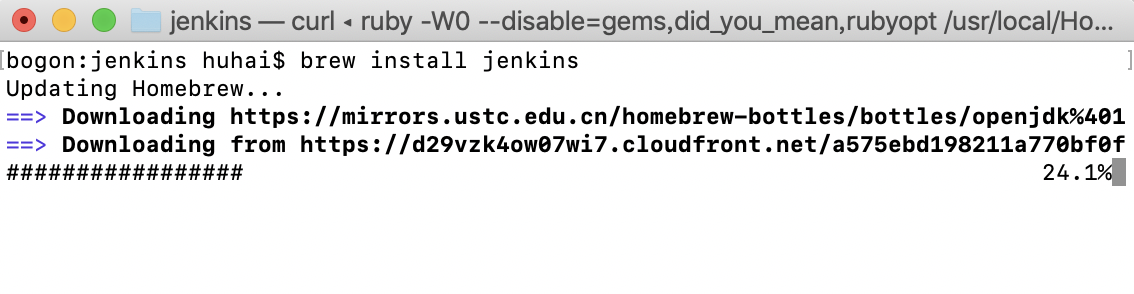 jenkins — curl ◂ ruby -W0 --disable=gems,did_you_mean,rubyopt /usr/local/Ho...
[bogon:jenkins huhai$ brew install jenkins ]
Updating Homebrew...
==> Downloading https://mirrors.ustc.edu.cn/homebrew-bottles/bottles/openjdk%401
==> Downloading from https://d29vzk4ow07wi7.cloudfront.net/a575ebd198211a770bf0f
################# 24.1%